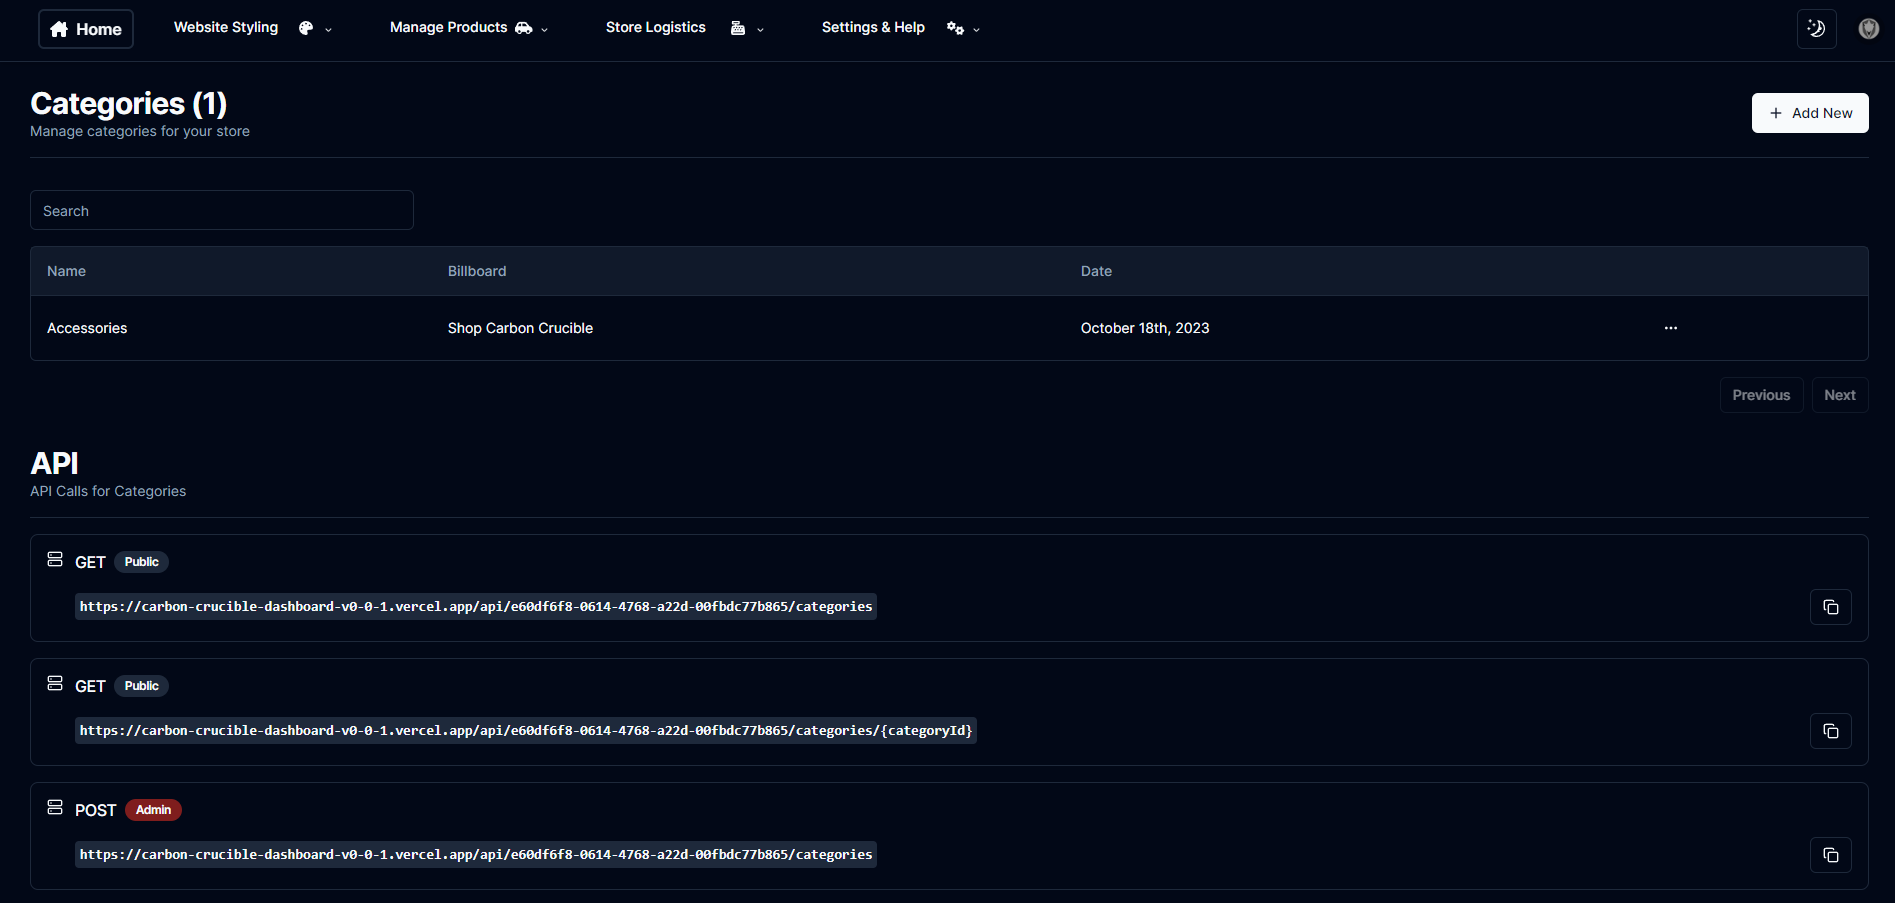 Home
Website Styling
Manage Products
Store Logistics
Settings & Help
Categories (1)
Manage categories for your store
+ Add New
Search
Name Billboard Date
Accessories Shop Carbon Crucible October 18th, 2023 ...
Previous Next
API
API Calls for Categories
GET Public
https://carbon-crucible-dashboard-v0-0-1.vercel.app/api/e60df6f8-0614-4768-a22d-00fbdc77b865/categories
GET Public
https://carbon-crucible-dashboard-v0-0-1.vercel.app/api/e60df6f8-0614-4768-a22d-00fbdc77b865/categories/{categoryId}
POST Admin
https://carbon-crucible-dashboard-v0-0-1.vercel.app/api/e60df6f8-0614-4768-a22d-00fbdc77b865/categories